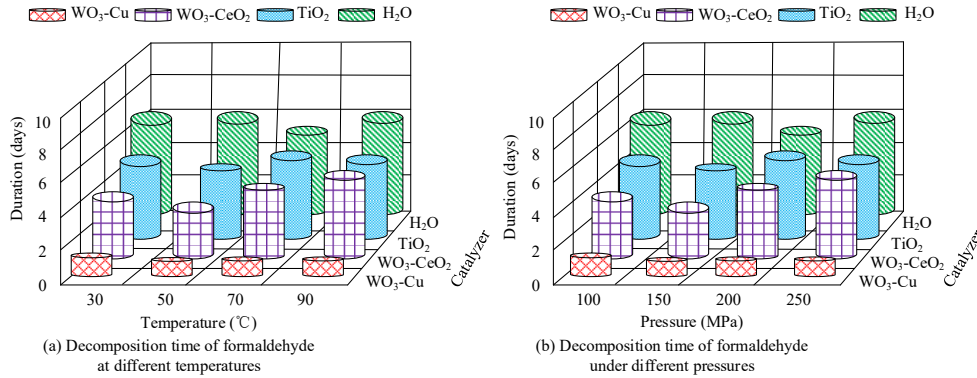 WO₃-Cu WO₃-CeO₂ TiO₂ H₂O
Duration (days)
10
8
6
4
2
0
30 50 70 90
Temperature (℃)
H₂O
TiO₂
WO₃-CeO₂
WO₃-Cu
Catalyzer
(a) Decomposition time of formaldehyde
at different temperatures
WO₃-Cu WO₃-CeO₂ TiO₂ H₂O
Duration (days)
10
8
6
4
2
0
100 150 200 250
Pressure (MPa)
H₂O
TiO₂
WO₃-CeO₂
WO₃-Cu
Catalyzer
(b) Decomposition time of formaldehyde
under different pressures